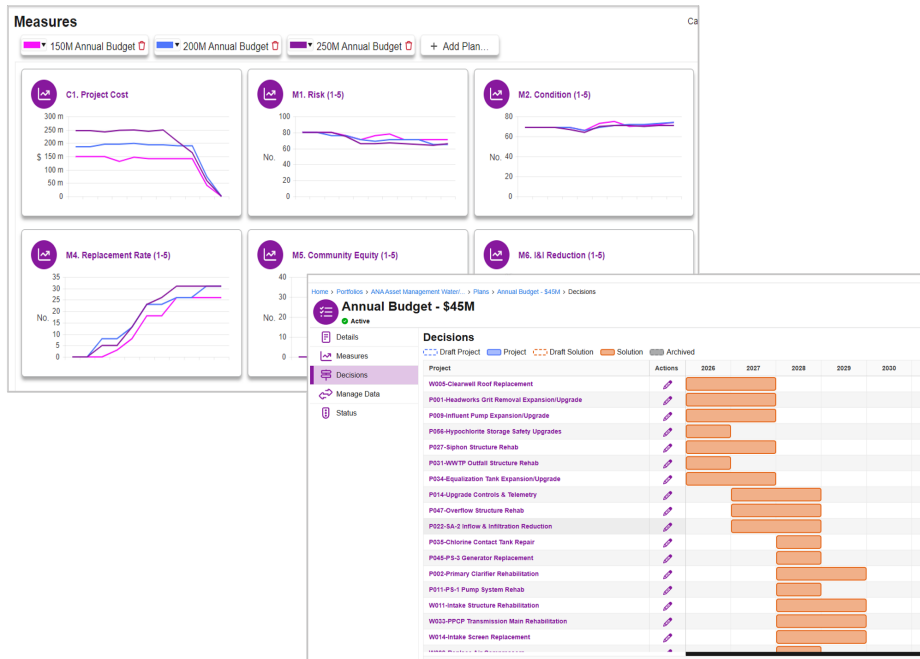 Measures
Ca
150M Annual Budget
200M Annual Budget
250M Annual Budget
+ Add Plan...
C1. Project Cost
300 m
250 m
200 m
$ 150 m
100 m
50 m
0
M1. Risk (1-5)
100
80
No. 60
40
20
0
M2. Condition (1-5)
80
60
No. 40
20
0
M4. Replacement Rate (1-5)
35
30
25
20
No. 15
10
5
0
M5. Community Equity (1-5)
40
30
No. 20
10
0
M6. I&I Reduction (1-5)
Home › Portfolios › ANA Asset Management Water/... › Plans › Annual Budget - $45M › Decisions
Annual Budget - $45M
Active
Details
Measures
Decisions
Manage Data
Status
Decisions
Draft Project Project Draft Solution Solution Archived
Project Actions 2026 2027 2028 2029 2030
W005-Clearwell Roof Replacement
P001-Headworks Grit Removal Expansion/Upgrade
P009-Influent Pump Expansion/Upgrade
P056-Hypochlorite Storage Safety Upgrades
P027-Siphon Structure Rehab
P031-WWTP Outfall Structure Rehab
P034-Equalization Tank Expansion/Upgrade
P014-Upgrade Controls & Telemetry
P047-Overflow Structure Rehab
P022-SA-2 Inflow & Infiltration Reduction
P035-Chlorine Contact Tank Repair
P045-PS-3 Generator Replacement
P002-Primary Clarifier Rehabilitation
P011-PS-1 Pump System Rehab
W011-Intake Structure Rehabilitation
W033-PPCP Transmission Main Rehabilitation
W014-Intake Screen Replacement